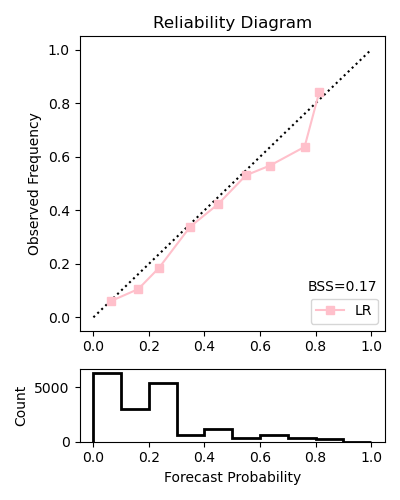 Reliability Diagram
1.0
0.8
0.6
0.4
0.2
0.0
Observed Frequency
BSS=0.17
LR
0.0 0.2 0.4 0.6 0.8 1.0
5000
0
Count
0.0 0.2 0.4 0.6 0.8 1.0
Forecast Probability